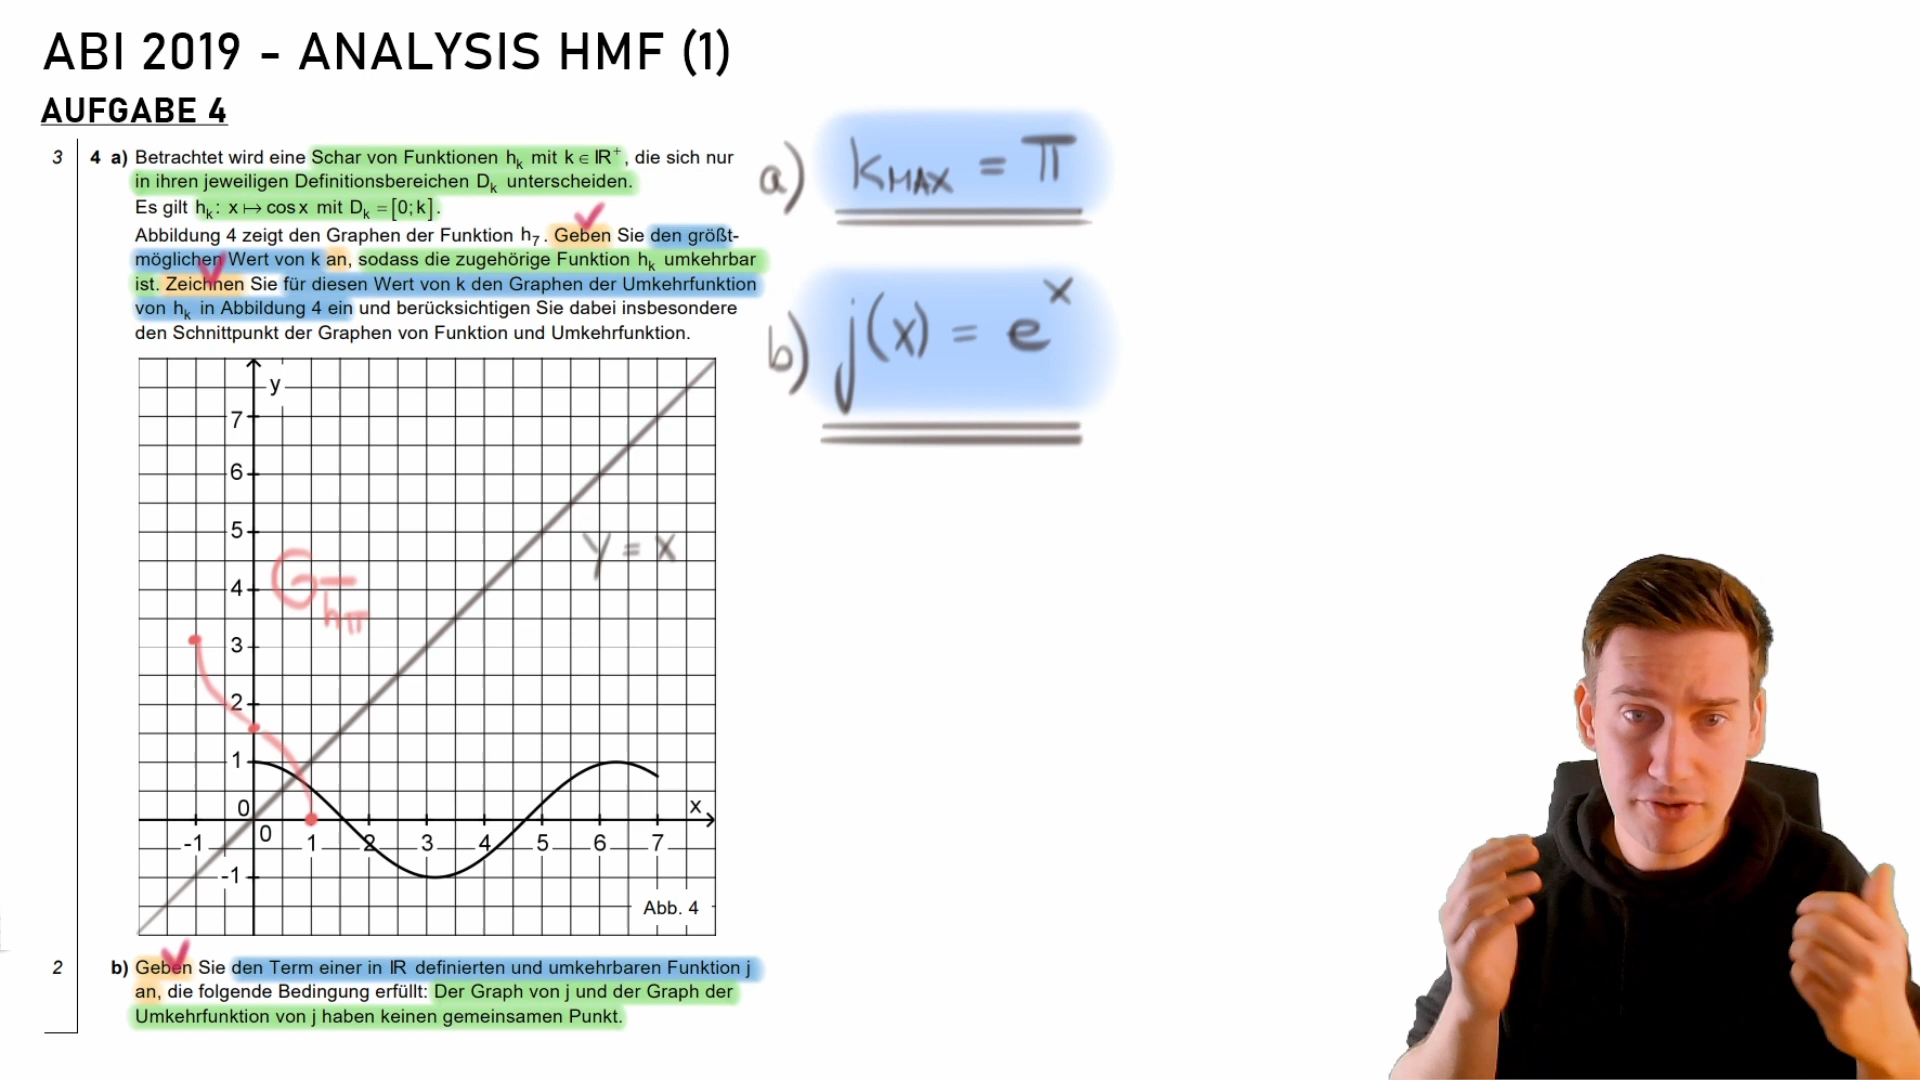 ABI 2019 - ANALYSIS HMF (1)
AUFGABE 4
3 4 a) Betrachtet wird eine Schar von Funktionen hₖ mit k ∈ IR⁺, die sich nur
in ihren jeweiligen Definitionsbereichen Dₖ unterscheiden.
Es gilt hₖ: x ↦ cos x mit Dₖ = [0;k].
Abbildung 4 zeigt den Graphen der Funktion h₇. Geben Sie den größt-
möglichen Wert von k an, sodass die zugehörige Funktion hₖ umkehrbar
ist. Zeichnen Sie für diesen Wert von k den Graphen der Umkehrfunktion
von hₖ in Abbildung 4 ein und berücksichtigen Sie dabei insbesondere
den Schnittpunkt der Graphen von Funktion und Umkehrfunktion.
y
7
6
5
4
3
2
1
0
-1
-1 0 1 2 3 4 5 6 7
x
y = x
G h̄π
Abb. 4
2 b) Geben Sie den Term einer in IR definierten und umkehrbaren Funktion j
an, die folgende Bedingung erfüllt: Der Graph von j und der Graph der
Umkehrfunktion von j haben keinen gemeinsamen Punkt.
a) kMAX = π
b) j(x) = eˣ